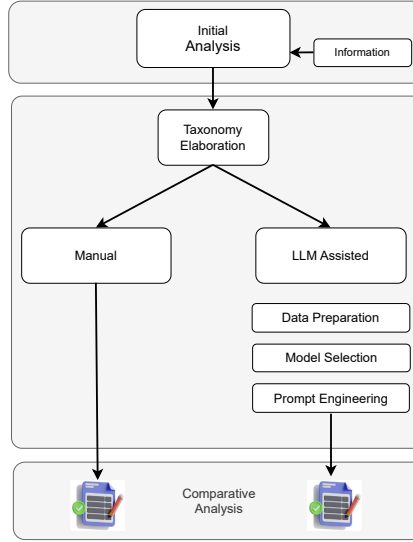 Initial
Analysis
Information
Taxonomy
Elaboration
Manual
LLM Assisted
Data Preparation
Model Selection
Prompt Engineering
Comparative
Analysis